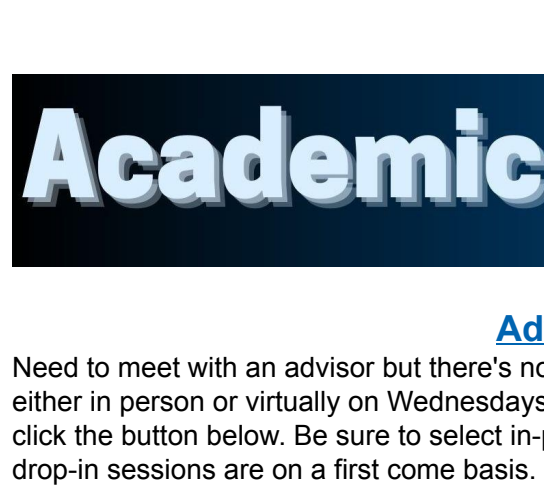 Academic
Ad
Need to meet with an advisor but there's no
either in person or virtually on Wednesdays
click the button below. Be sure to select in-p
drop-in sessions are on a first come basis.